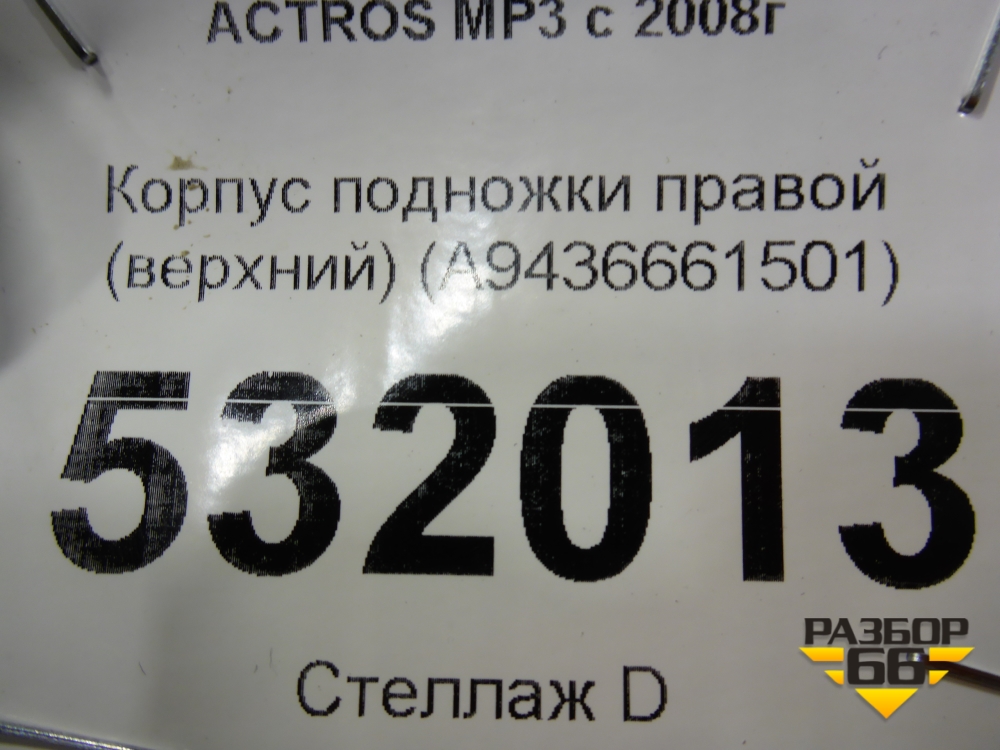 ACTROS MP3 с 2008г
Корпус подножки правой
(верхний) (A9436661501)
532013
Стеллаж D
РАЗБОР
66